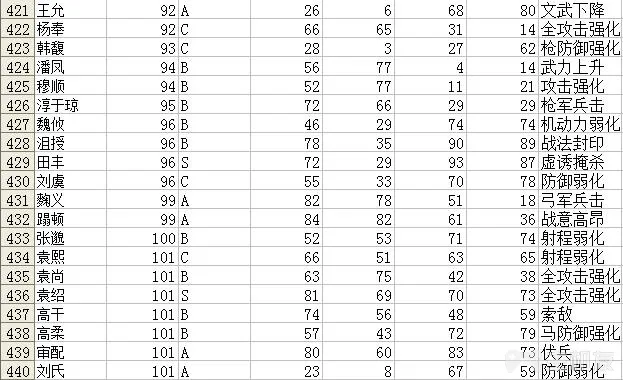 421 王允 92 A 26 6 68 80 文武下降
422 杨奉 92 C 66 65 31 14 全攻击强化
423 韩馥 93 C 28 3 27 62 枪防御强化
424 潘凤 94 B 56 77 4 14 武力上升
425 穆顺 94 B 52 77 11 21 攻击强化
426 淳于琼 95 B 72 66 29 29 枪军兵击
427 魏攸 96 B 46 29 74 74 机动力弱化
428 沮授 96 B 78 35 90 89 战法封印
429 田丰 96 S 72 29 93 87 虚诱掩杀
430 刘虞 96 C 55 33 70 78 防御弱化
431 麴义 99 A 82 78 51 18 弓军兵击
432 蹋顿 99 A 84 82 61 36 战意高昂
433 张邈 100 B 52 53 71 74 射程弱化
434 袁熙 101 C 66 51 63 65 射程弱化
435 袁尚 101 B 63 75 42 38 全攻击强化
436 袁绍 101 S 81 69 70 73 全攻击强化
437 高干 101 B 74 56 48 59 索敌
438 高柔 101 B 57 43 72 79 马防御强化
439 审配 101 A 80 60 83 73 伏兵
440 刘氏 101 A 23 8 67 59 防御弱化